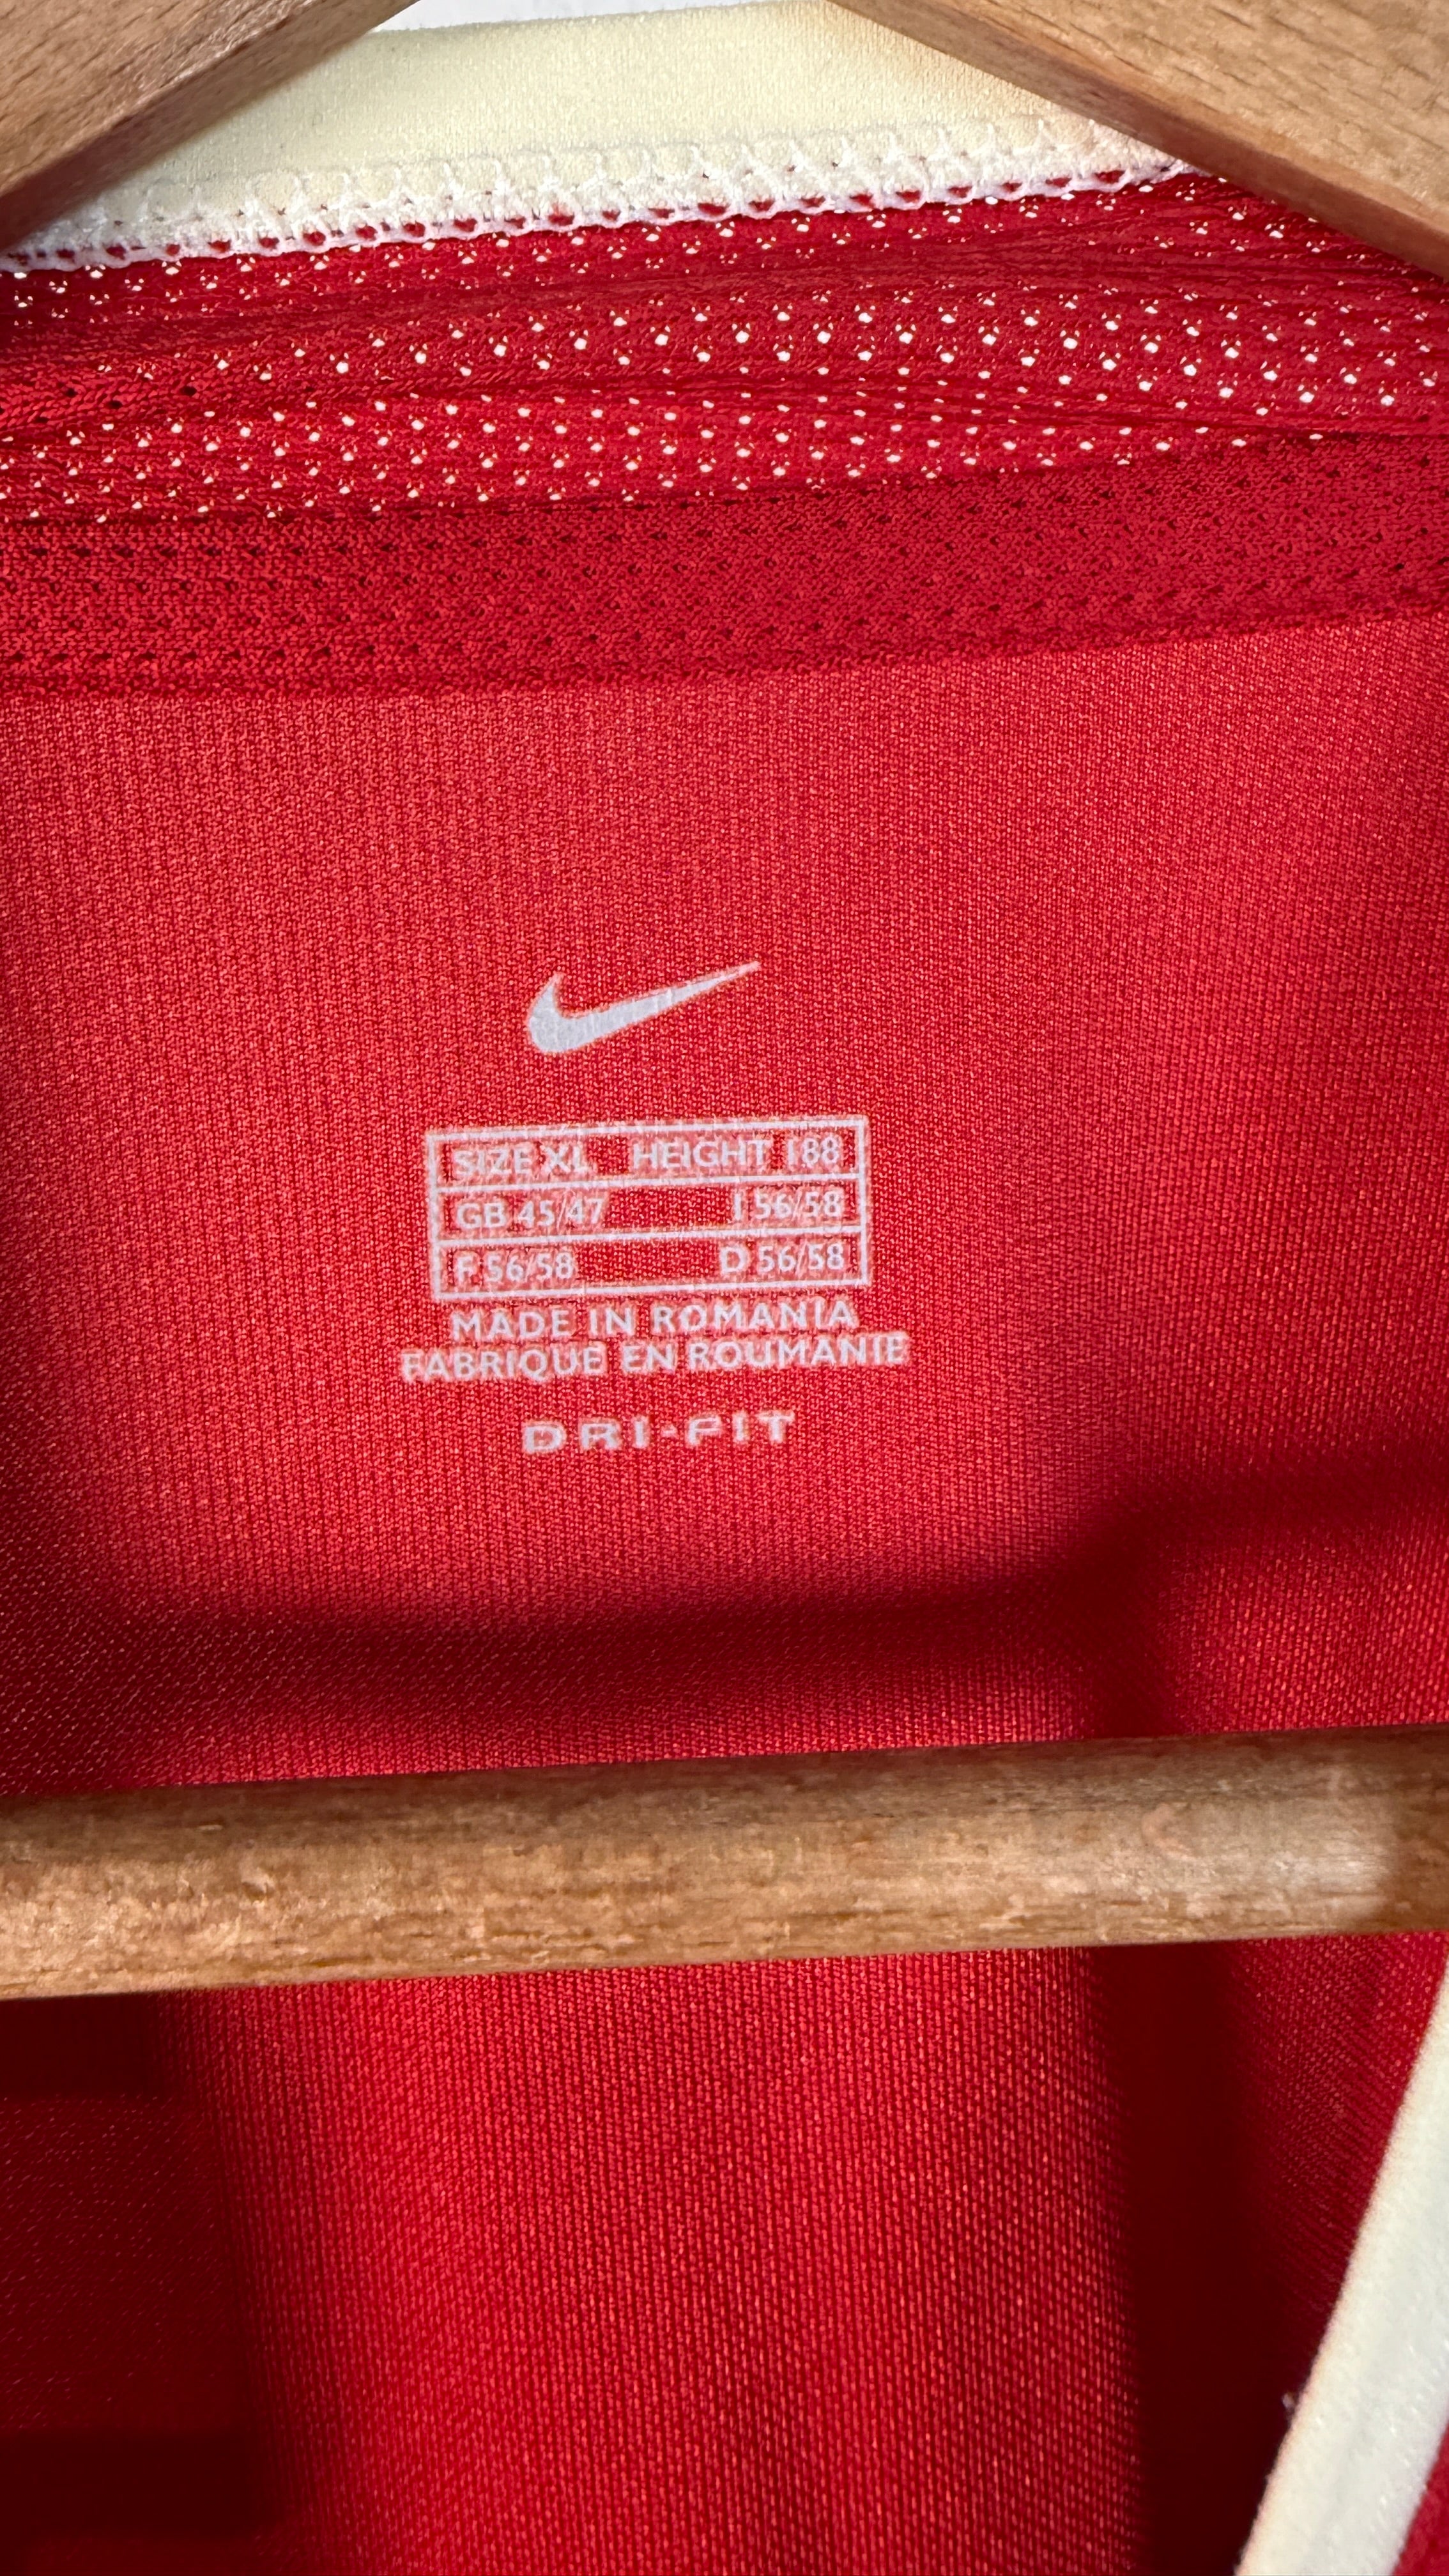 SIZE XL HEIGHT 188
GB 45/47 I 56/58
F 56/58 D 56/58
MADE IN ROMANIA
FABRIQUE EN ROUMANIE
DRI-FIT